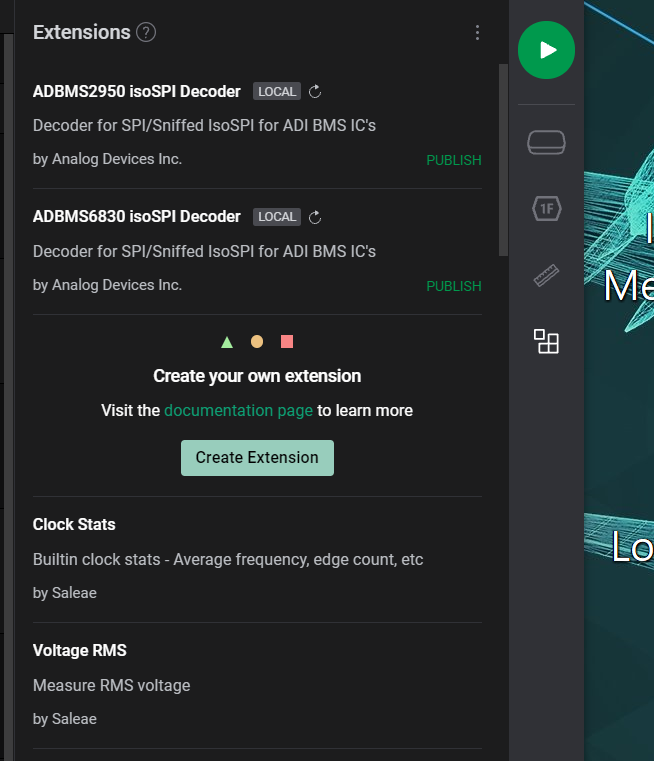 Extensions ?
ADBMS2950 isoSPI Decoder LOCAL
Decoder for SPI/Sniffed IsoSPI for ADI BMS IC's
by Analog Devices Inc. PUBLISH
ADBMS6830 isoSPI Decoder LOCAL
Decoder for SPI/Sniffed IsoSPI for ADI BMS IC's
by Analog Devices Inc. PUBLISH
Create your own extension
Visit the documentation page to learn more
Create Extension
Clock Stats
Builtin clock stats - Average frequency, edge count, etc
by Saleae
Voltage RMS
Measure RMS voltage
by Saleae
1F
Me
Lo